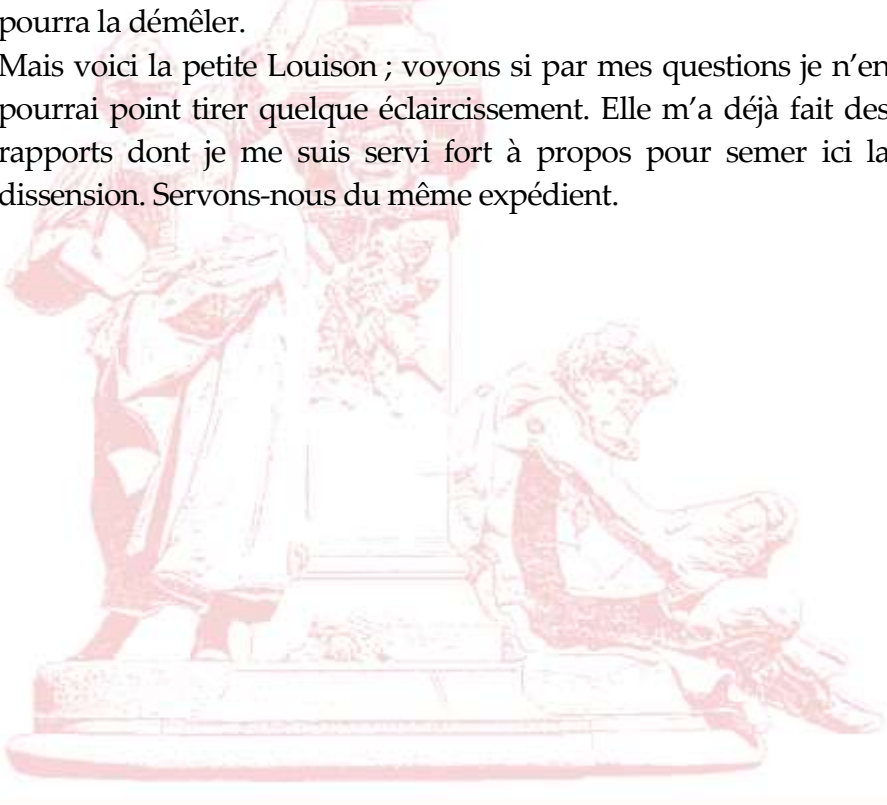 pourra la démêler.
Mais voici la petite Louison ; voyons si par mes questions je n’en
pourrai point tirer quelque éclaircissement. Elle m’a déjà fait des
rapports dont je me suis servi fort à propos pour semer ici la
dissension. Servons-nous du même expédient.